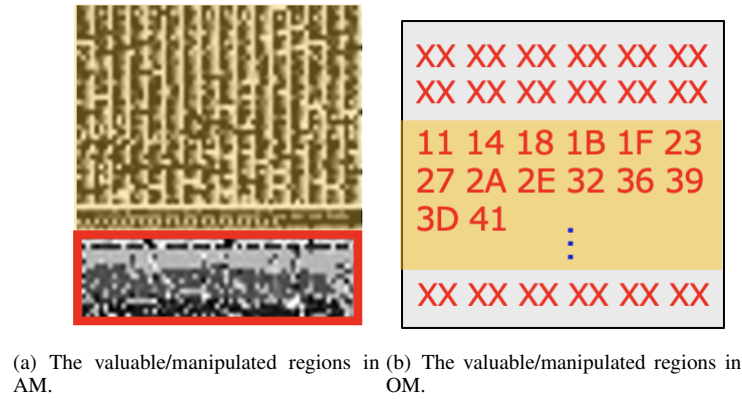 XX XX XX XX XX XX
XX XX XX XX XX XX
11 14 18 1B 1F 23
27 2A 2E 32 36 39
3D 41
XX XX XX XX XX XX
(a) The valuable/manipulated regions in
AM.
(b) The valuable/manipulated regions in
OM.